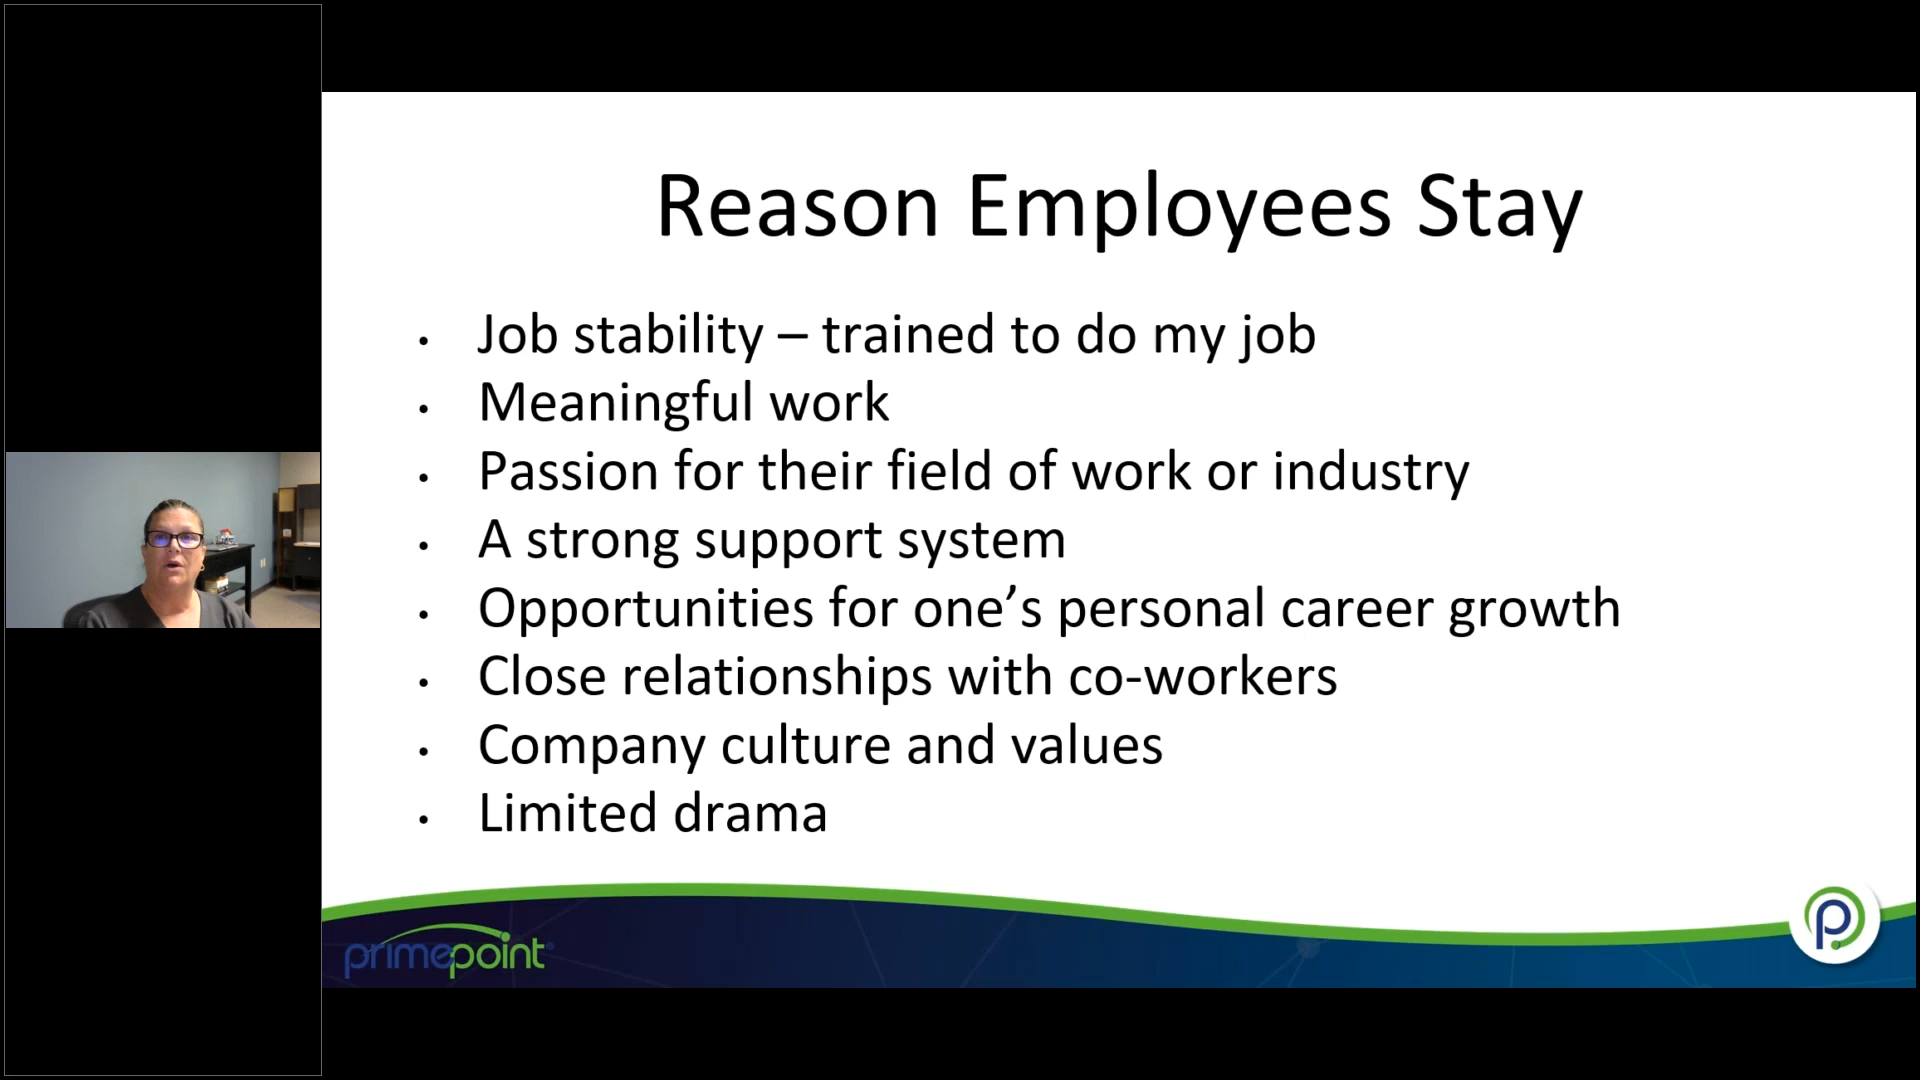 Reason Employees Stay
• Job stability – trained to do my job
• Meaningful work
• Passion for their field of work or industry
• A strong support system
• Opportunities for one’s personal career growth
• Close relationships with co-workers
• Company culture and values
• Limited drama
primepoint®
p